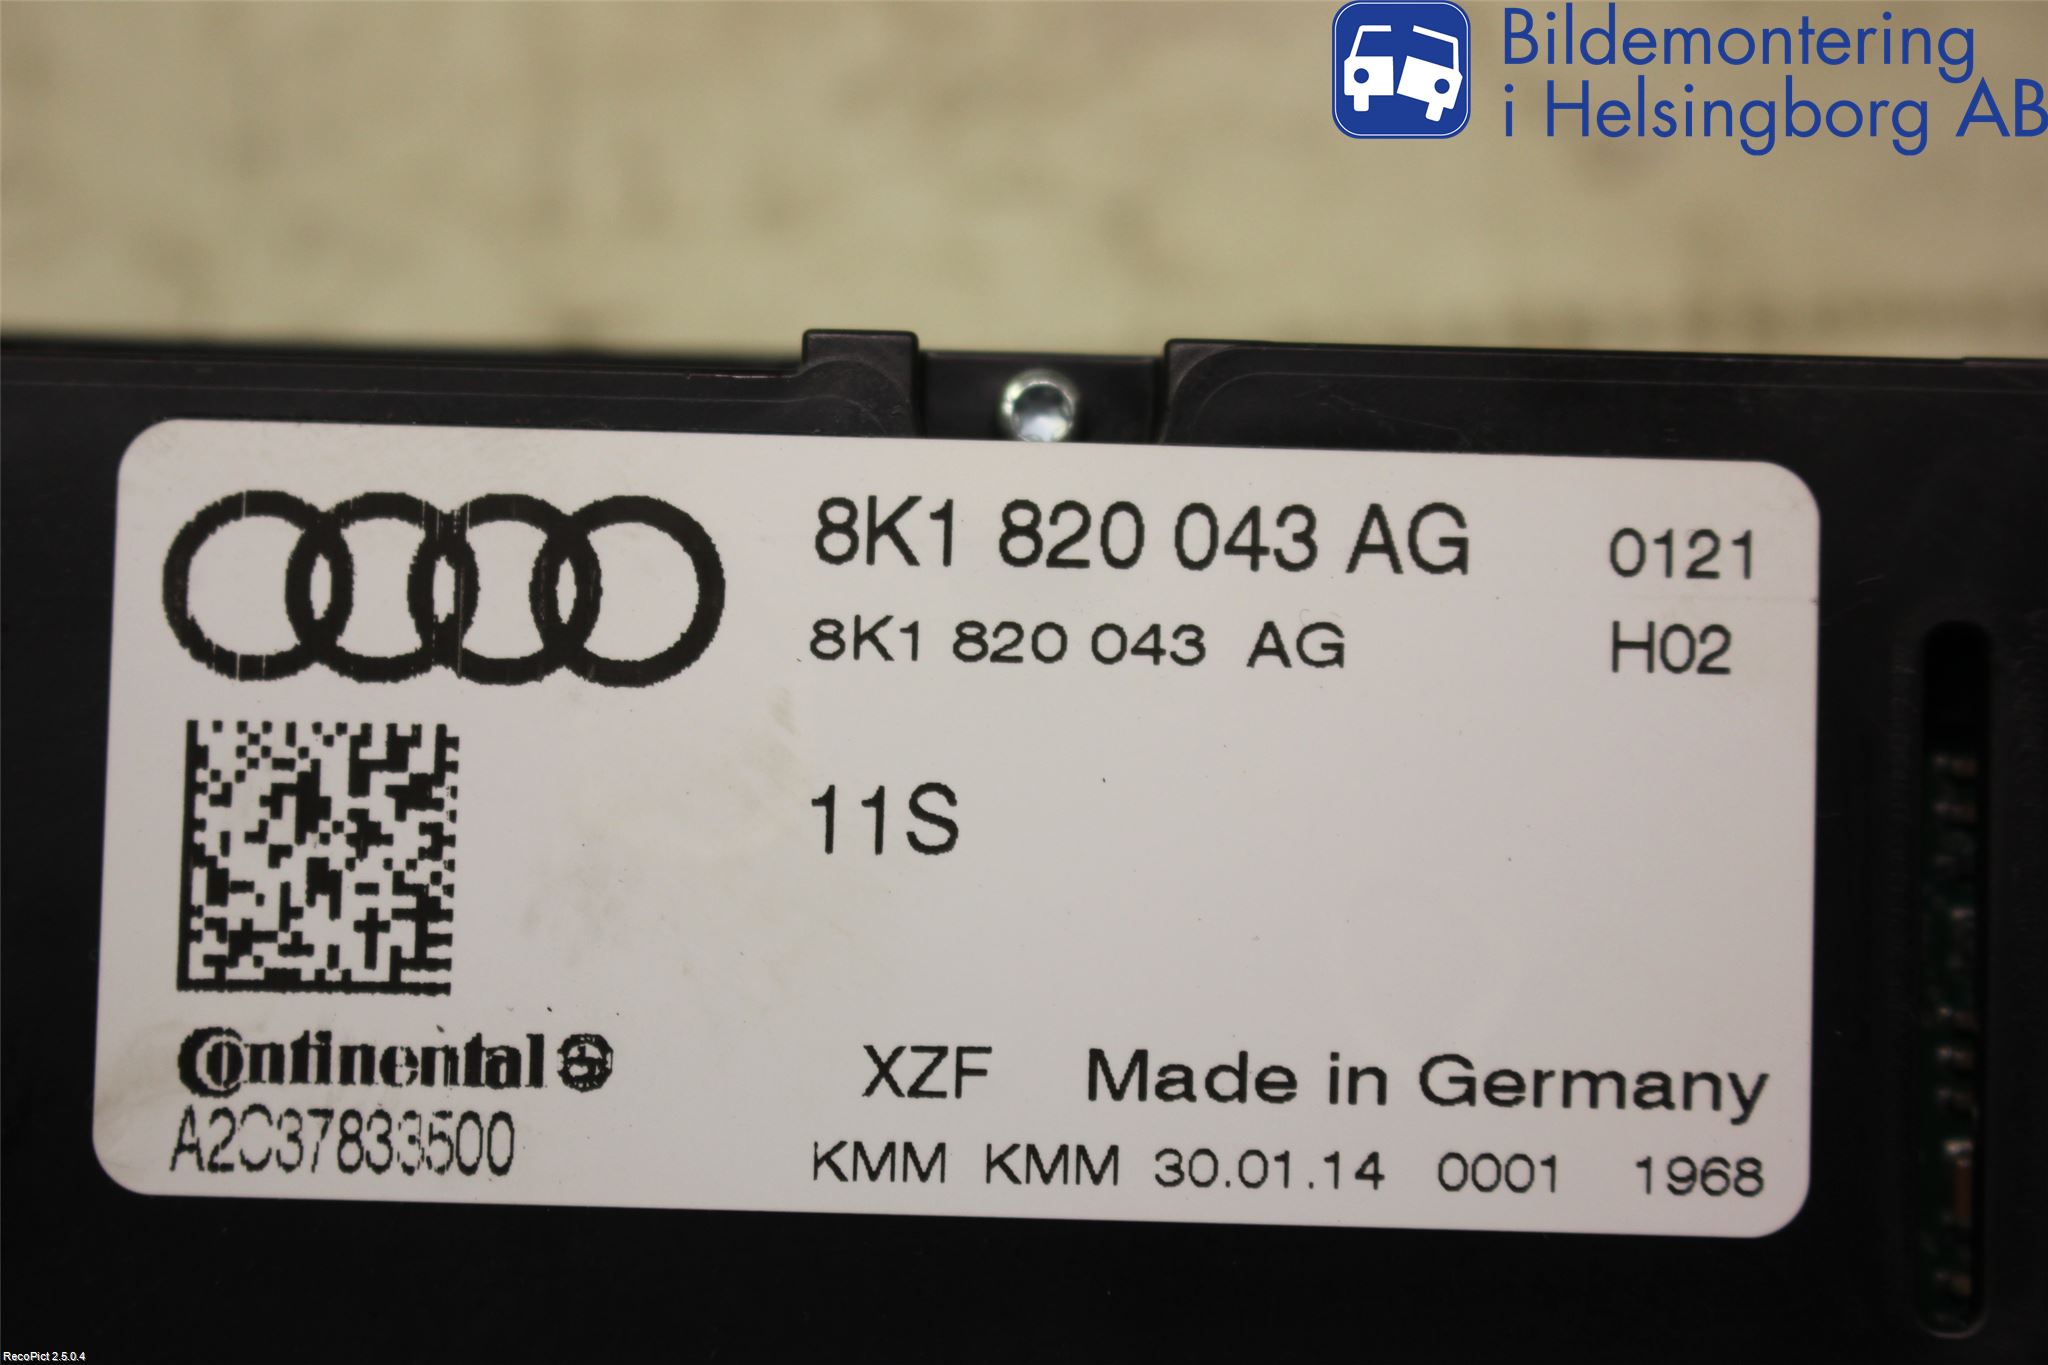 Bildemontering
i Helsingborg AB
8K1 820 043 AG 0121
8K1 820 043 AG H02
11S
Continental
A2C37833500
XZF Made in Germany
KMM KMM 30.01.14 0001 1968
RecoPict 2.5.0.4